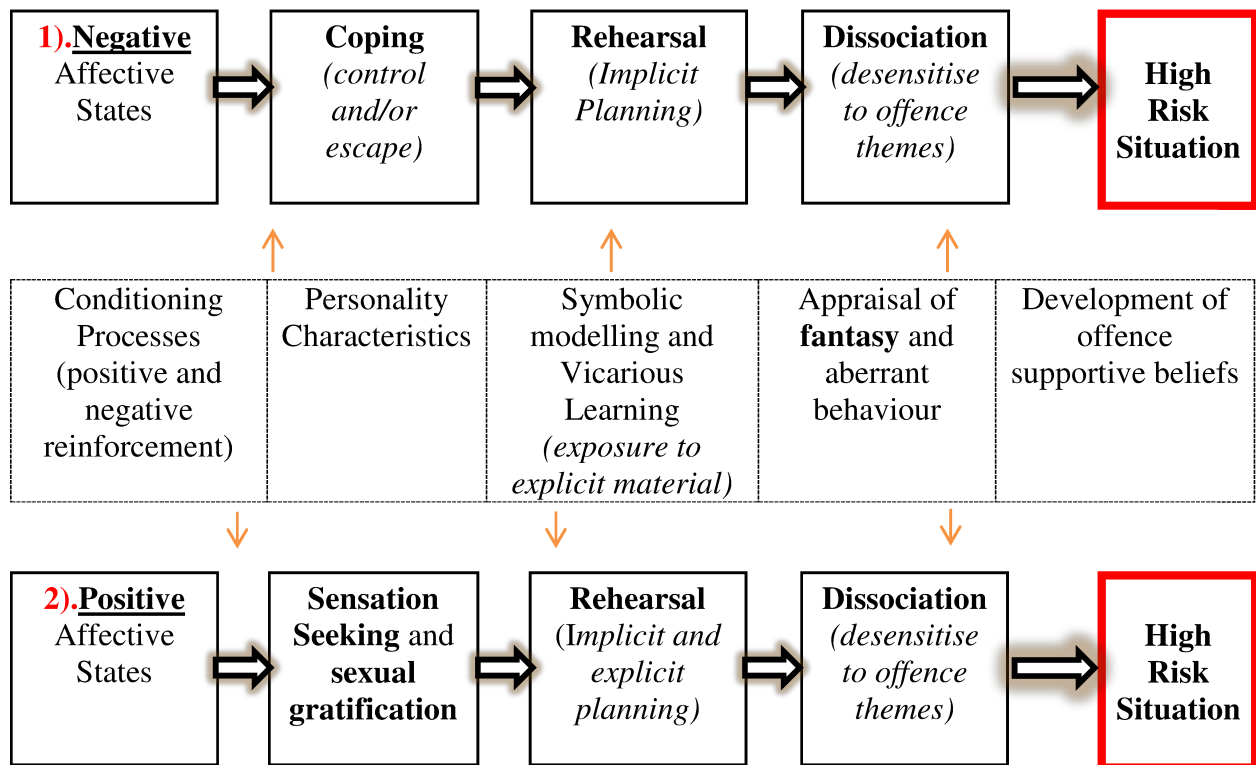 1).Negative
Affective
States
Coping
(control
and/or
escape)
Rehearsal
(Implicit
Planning)
Dissociation
(desensitise
to offence
themes)
High
Risk
Situation
Conditioning
Processes
(positive and
negative
reinforcement)
Personality
Characteristics
Symbolic
modelling and
Vicarious
Learning
(exposure to
explicit material)
Appraisal of
fantasy and
aberrant
behaviour
Development of
offence
supportive beliefs
2).Positive
Affective
States
Sensation
Seeking and
sexual
gratification
Rehearsal
(Implicit and
explicit
planning)
Dissociation
(desensitise
to offence
themes)
High
Risk
Situation